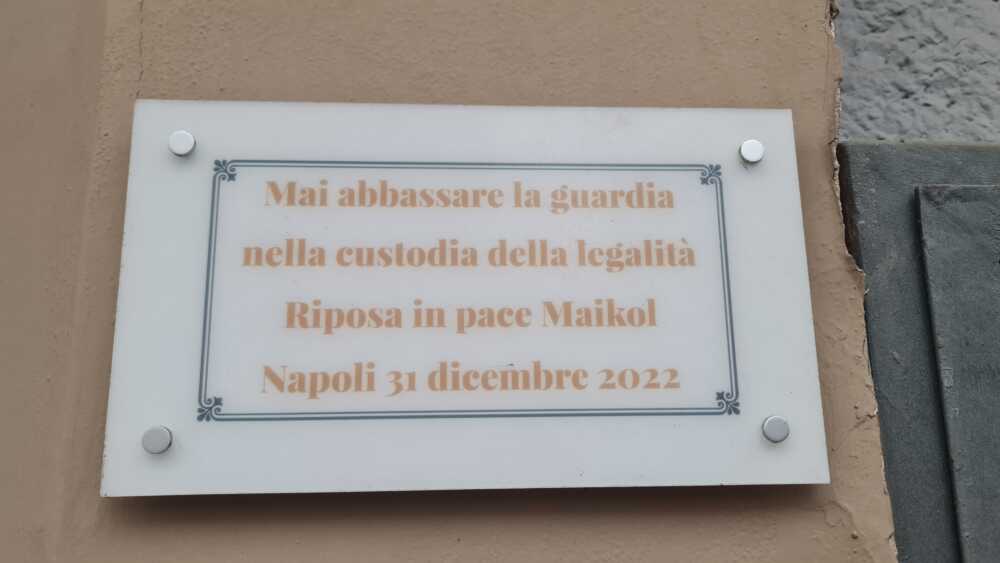 Mai abbassare la guardia
nella custodia della legalità
Riposa in pace Maikol
Napoli 31 dicembre 2022